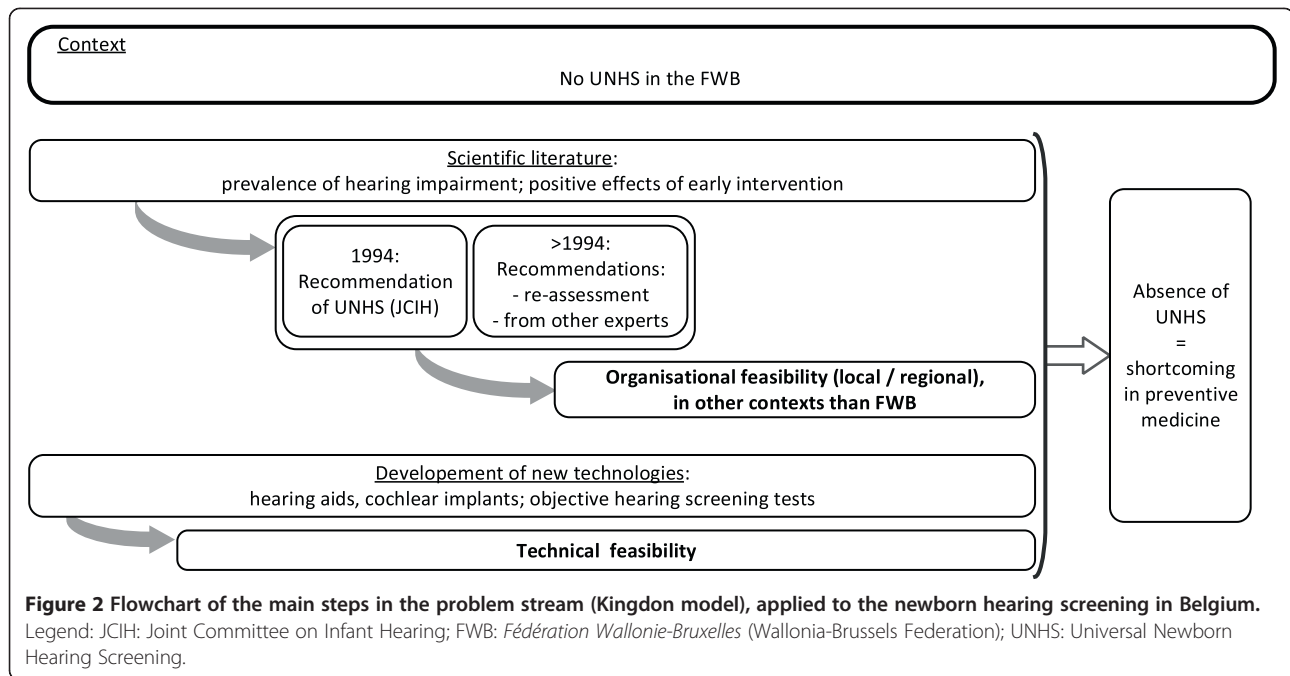 Context
No UNHS in the FWB
Scientific literature:
prevalence of hearing impairment; positive effects of early intervention
1994:
Recommendation
of UNHS (JCIH)
>1994:
Recommendations:
- re-assessment
- from other experts
Organisational feasibility (local / regional),
in other contexts than FWB
Developement of new technologies:
hearing aids, cochlear implants; objective hearing screening tests
Technical feasibility
Absence of
UNHS
=
shortcoming
in preventive
medicine
Figure 2 Flowchart of the main steps in the problem stream (Kingdon model), applied to the newborn hearing screening in Belgium.
Legend: JCIH: Joint Committee on Infant Hearing; FWB: Fédération Wallonie-Bruxelles (Wallonia-Brussels Federation); UNHS: Universal Newborn
Hearing Screening.